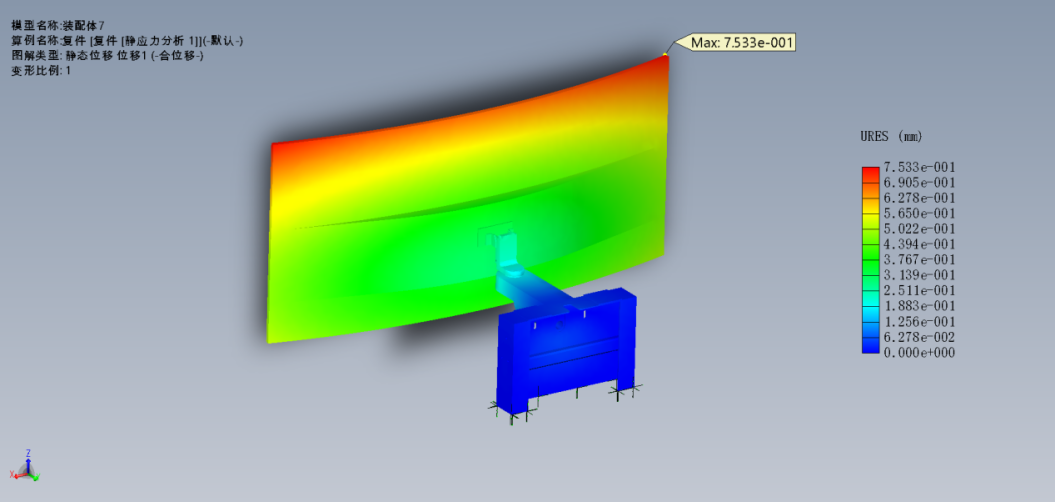 模型名称:装配体7
算例名称:复件 [复件 [静应力分析 1]](-默认-)
图解类型: 静态位移 位移1 (-合位移-)
变形比例: 1
Max: 7.533e-001
URES (mm)
7.533e-001
6.905e-001
6.278e-001
5.650e-001
5.022e-001
4.394e-001
3.767e-001
3.139e-001
2.511e-001
1.883e-001
1.256e-001
6.278e-002
0.000e+000
Z
X